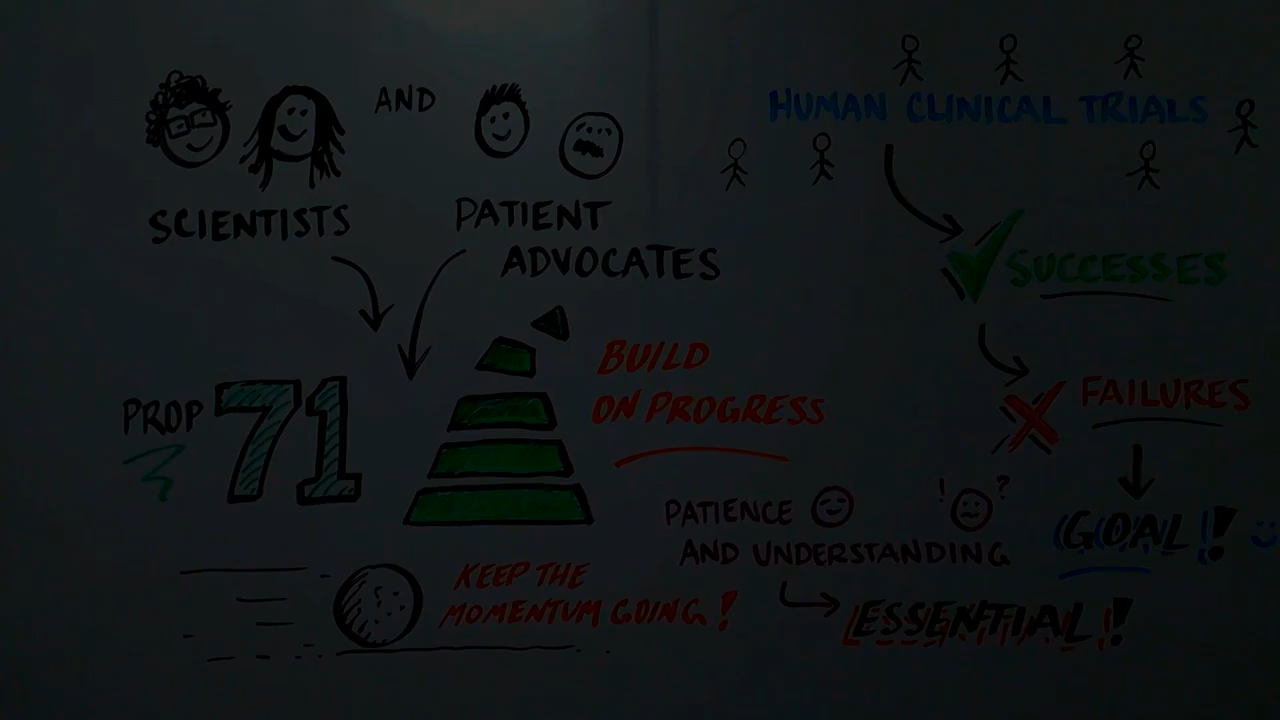 SCIENTISTS
AND
PATIENT
ADVOCATES
PROP 71
BUILD
ON PROGRESS
KEEP THE
MOMENTUM GOING!
HUMAN CLINICAL TRIALS
SUCCESSES
FAILURES
GOAL!!
PATIENCE ! ?
AND UNDERSTANDING
ESSENTIAL!!